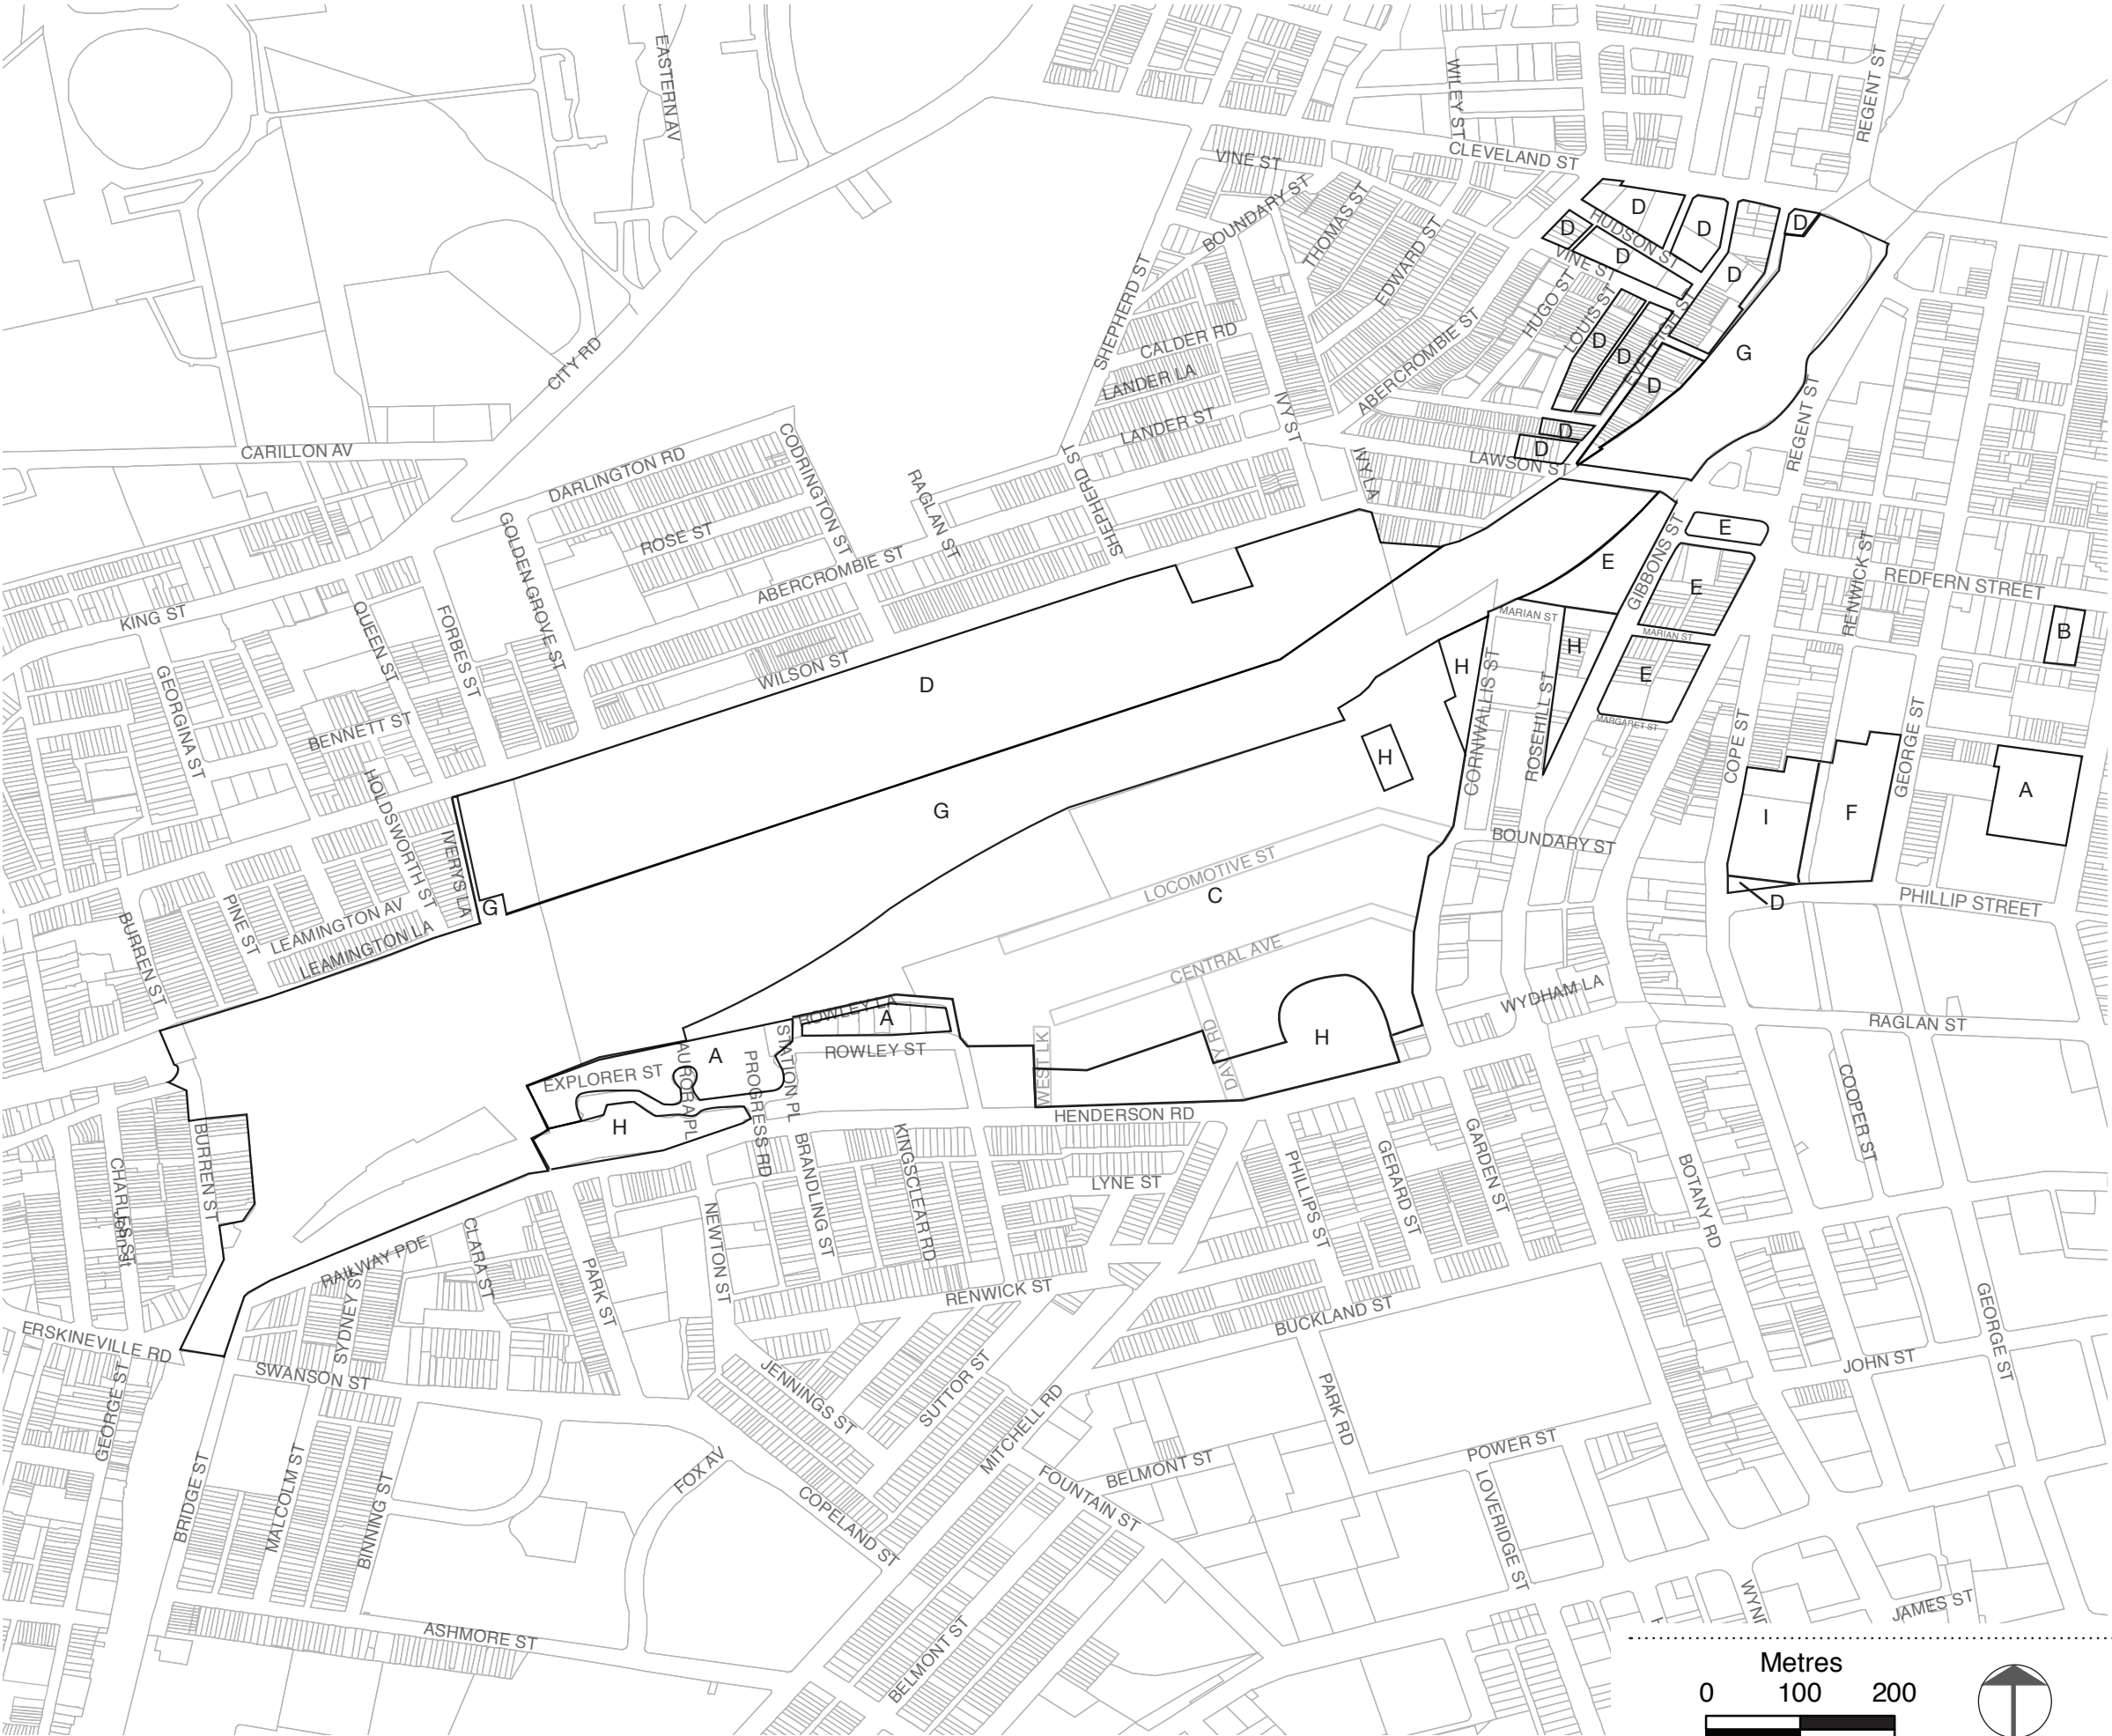 EASTERN AV
WILEY ST
REGENT ST
CLEVELAND ST
VINE ST
BOUNDARY ST
THOMAS ST
EDWARD ST
SHEPHERD ST
D
D
D
D
HUDSON ST
D
VINE ST
D
HUGO ST
LOUIS ST
CITY RD
CALDER RD
LANDER LA
ABERCROMBIE ST
D
D
D
G
REGENT ST
CARILLON AV
DARLINGTON RD
CODRINGTON ST
LANDER ST
IVY ST
D
D
LAWSON ST
IVY LA
SHEPHERD ST
RAGLAN ST
GOLDEN GROVE ST
ROSE ST
ABERCROMBIE ST
E
E
E
GIBBONS ST
RENWICK ST
REDFERN STREET
KING ST
QUEEN ST
FORBES ST
WILSON ST
D
MARIAN ST
MARIAN ST
B
H
H
E
GEORGINA ST
BENNETT ST
CORNWALLIS ST
ROSEHILL ST
MARGARET ST
COPE ST
GEORGE ST
H
HOLDSWORTH ST
IVERYS LA
G
BOUNDARY ST
I
F
A
LOCOMOTIVE ST
C
PHILLIP STREET
D
G
BURREN ST
PINE ST
LEAMINGTON AV
LEAMINGTON LA
CENTRAL AVE
WYDHAM LA
RAGLAN ST
ROWLEY LA
A
ROWLEY ST
STATION PL
A
EXPLORER ST
AURORA PL
PROGRESS RD
WEST LK
DAVY RD
H
H
HENDERSON RD
COOPER ST
BURREN ST
CHARLES ST
John St
BRANDLING ST
KINGSCLEAR RD
LYNE ST
PHILLIPS ST
GERARD ST
GARDEN ST
BOTANY RD
RAILWAY PDE
CLARA ST
PARK ST
NEWTON ST
RENWICK ST
BUCKLAND ST
GEORGE ST
ERSKINEVILLE RD
GEORGE ST
SYDNEY ST
SWANSON ST
JENNINGS ST
SUTTOR ST
MITCHELL RD
PARK RD
JOHN ST
BRIDGE ST
MALCOLM ST
BINNING ST
FOX AV
COPELAND ST
FOUNTAIN ST
BELMONT ST
POWER ST
LOVERIDGE ST
ASHMORE ST
BELMONT ST
JAMES ST
Metres
0 100 200